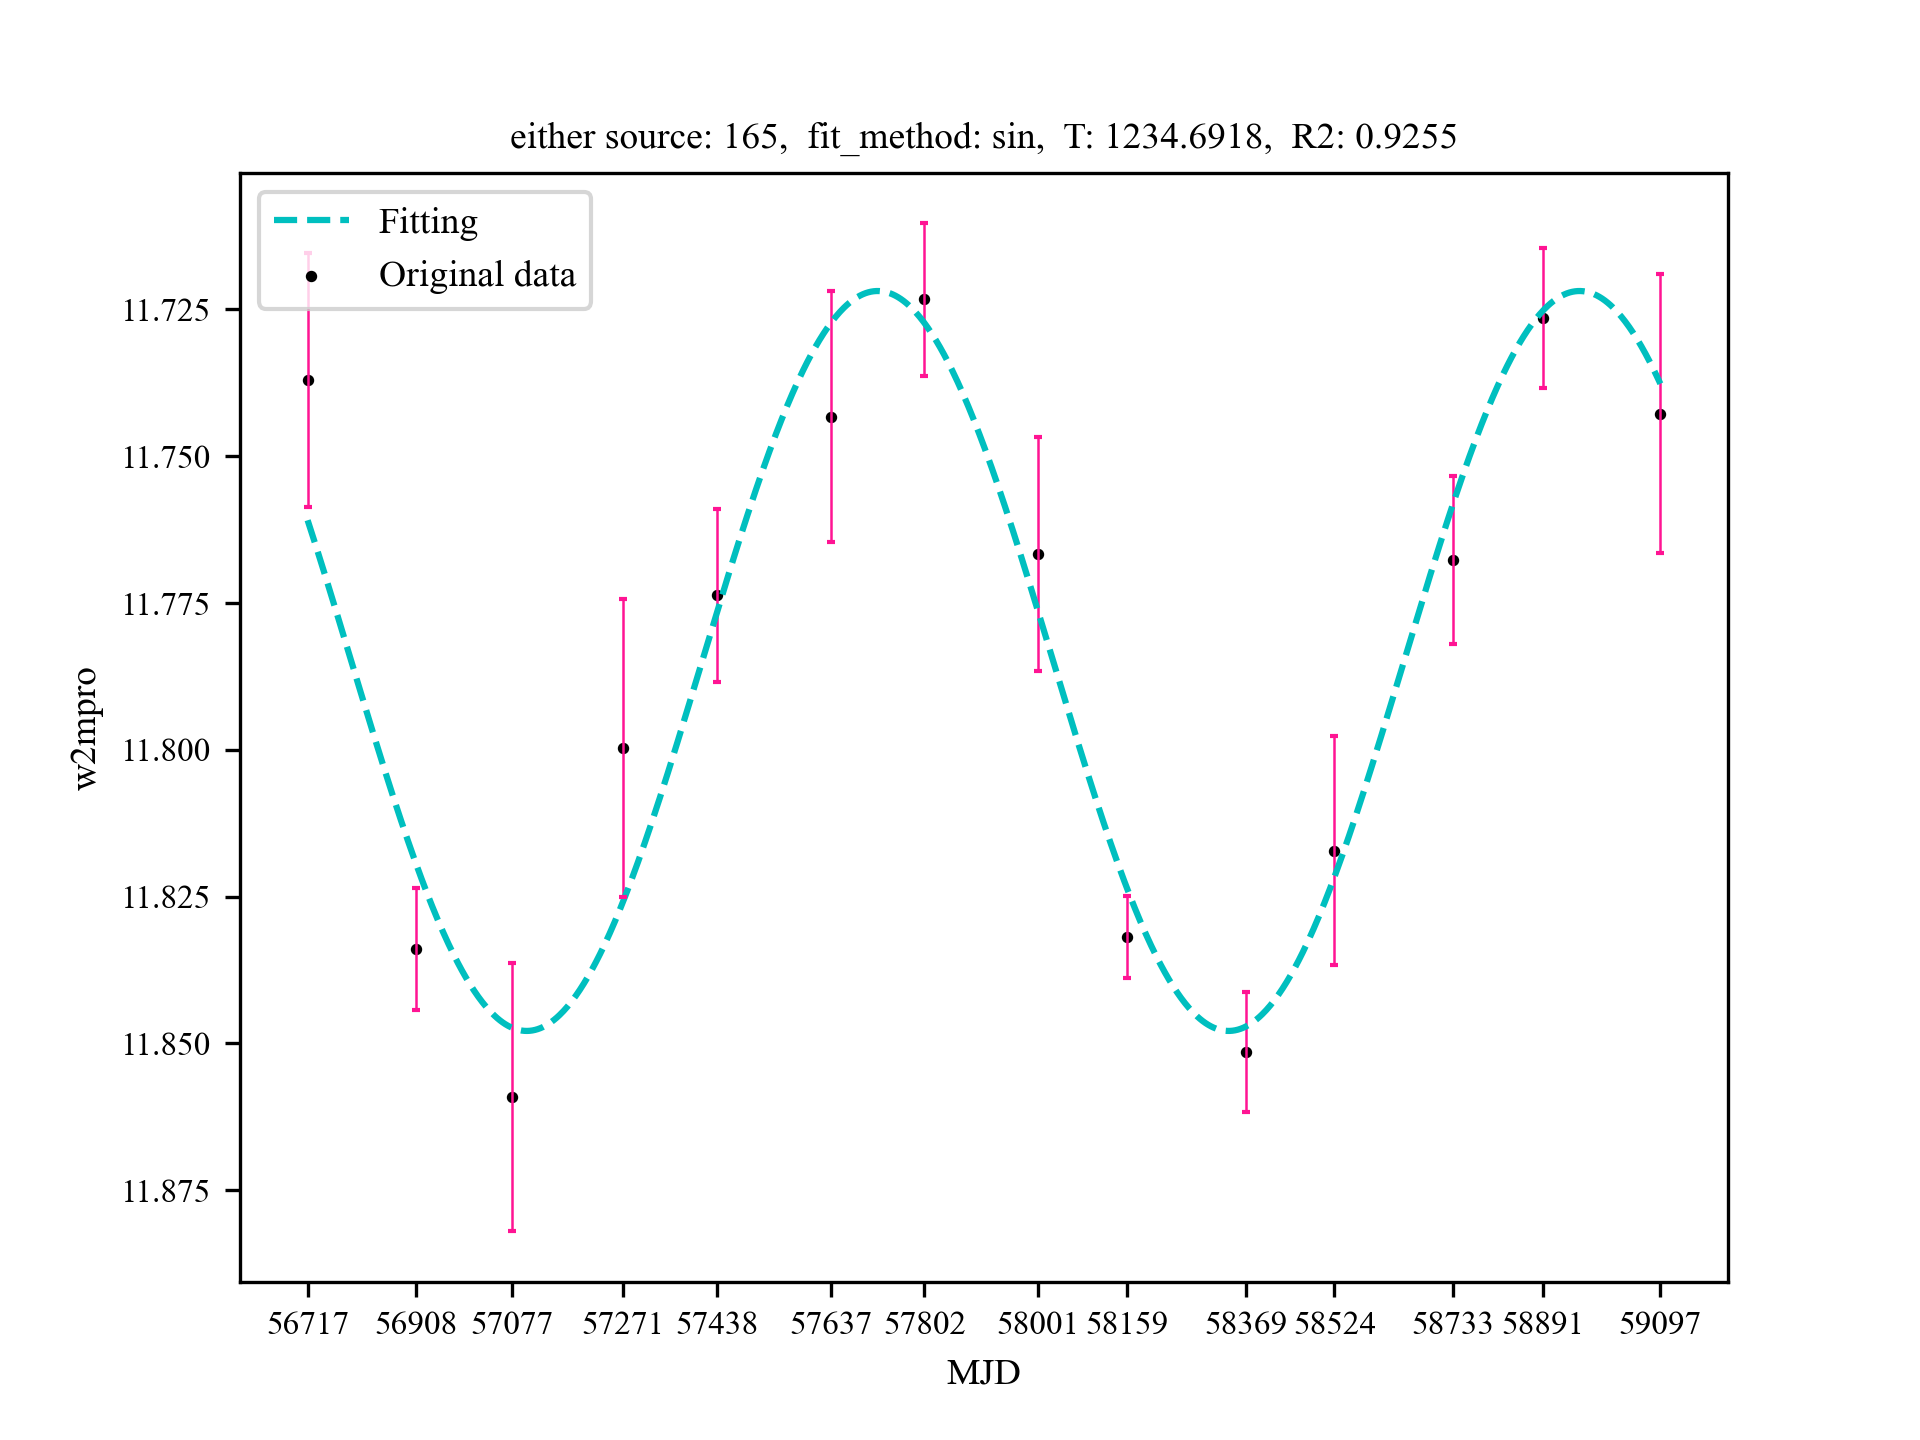 either source: 165,  fit_method: sin,  T: 1234.6918,  R2: 0.9255
Fitting
Original data
11.725
11.750
11.775
11.800
11.825
11.850
11.875
w2mpro
56717 56908 57077 57271 57438 57637 57802 58001 58159 58369 58524 58733 58891 59097
MJD